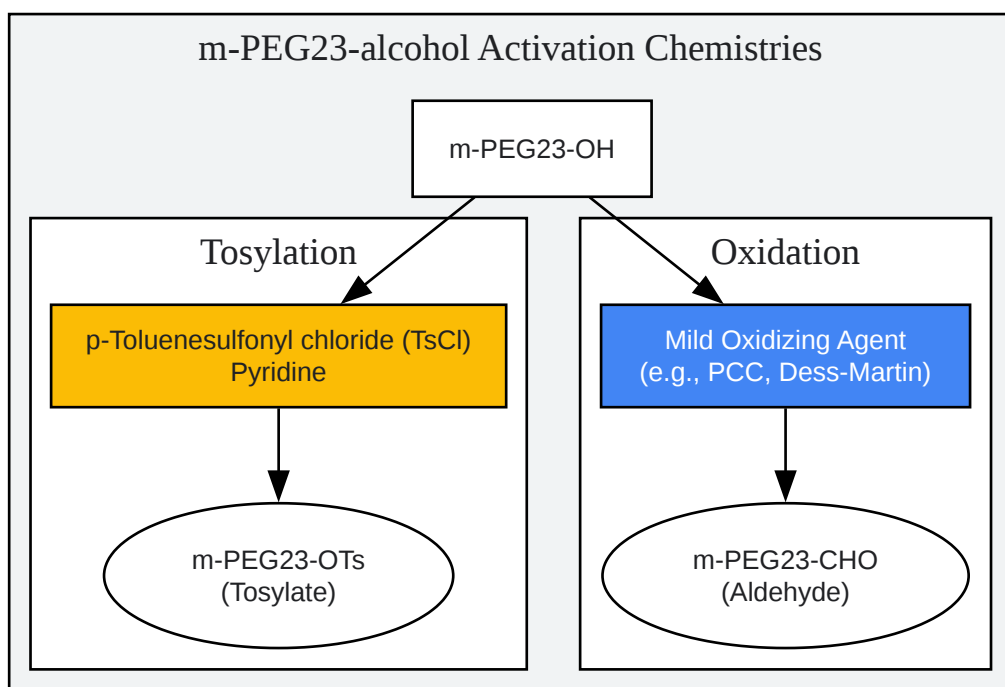 m-PEG23-alcohol Activation Chemistries
m-PEG23-OH
Tosylation
p-Toluenesulfonyl chloride (TsCl)
Pyridine
m-PEG23-OTs
(Tosylate)
Oxidation
Mild Oxidizing Agent
(e.g., PCC, Dess-Martin)
m-PEG23-CHO
(Aldehyde)